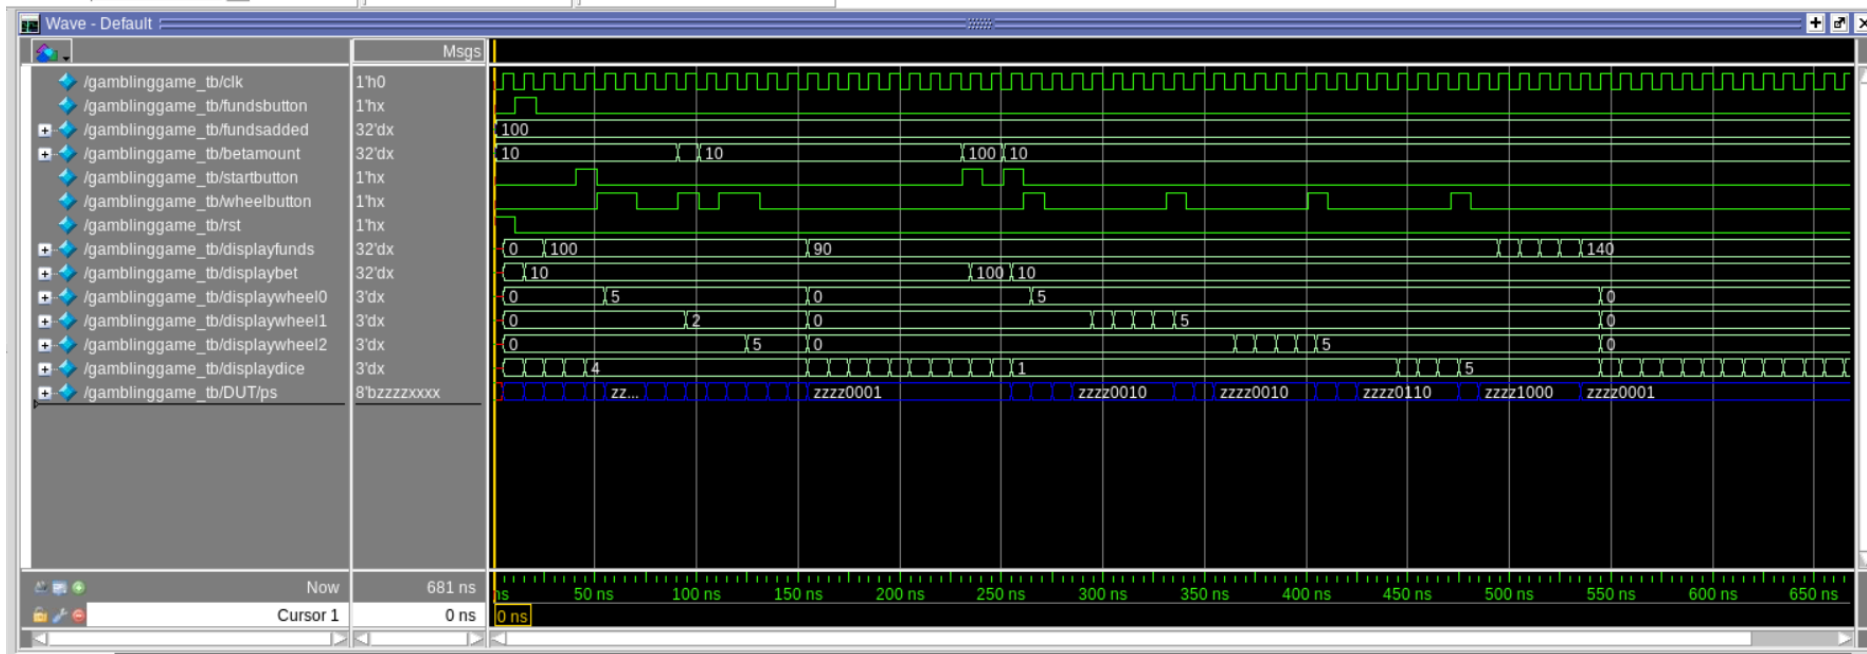 Wave - Default
Msgs
/gamblinggame_tb/clk 1'h0
/gamblinggame_tb/fundsbutton 1'hx
/gamblinggame_tb/fundsadded 32'dx 100
/gamblinggame_tb/betamount 32'dx 10 10 100 10
/gamblinggame_tb/startbutton 1'hx
/gamblinggame_tb/wheelbutton 1'hx
/gamblinggame_tb/rst 1'hx
/gamblinggame_tb/displayfunds 32'dx 0 100 90 140
/gamblinggame_tb/displaybet 32'dx 10 100 10
/gamblinggame_tb/displaywheel0 3'dx 0 5 0 5 0
/gamblinggame_tb/displaywheel1 3'dx 0 2 0 5 0
/gamblinggame_tb/displaywheel2 3'dx 0 5 0 5 0
/gamblinggame_tb/displaydice 3'dx 4 1 5
/gamblinggame_tb/DUT/ps 8'bzzzzxxxx zz... zzzz0001 zzzz0010 zzzz0010 zzzz0110 zzzz1000 zzzz0001
Now 681 ns ns 50 ns 100 ns 150 ns 200 ns 250 ns 300 ns 350 ns 400 ns 450 ns 500 ns 550 ns 600 ns 650 ns
Cursor 1 0 ns 0 ns